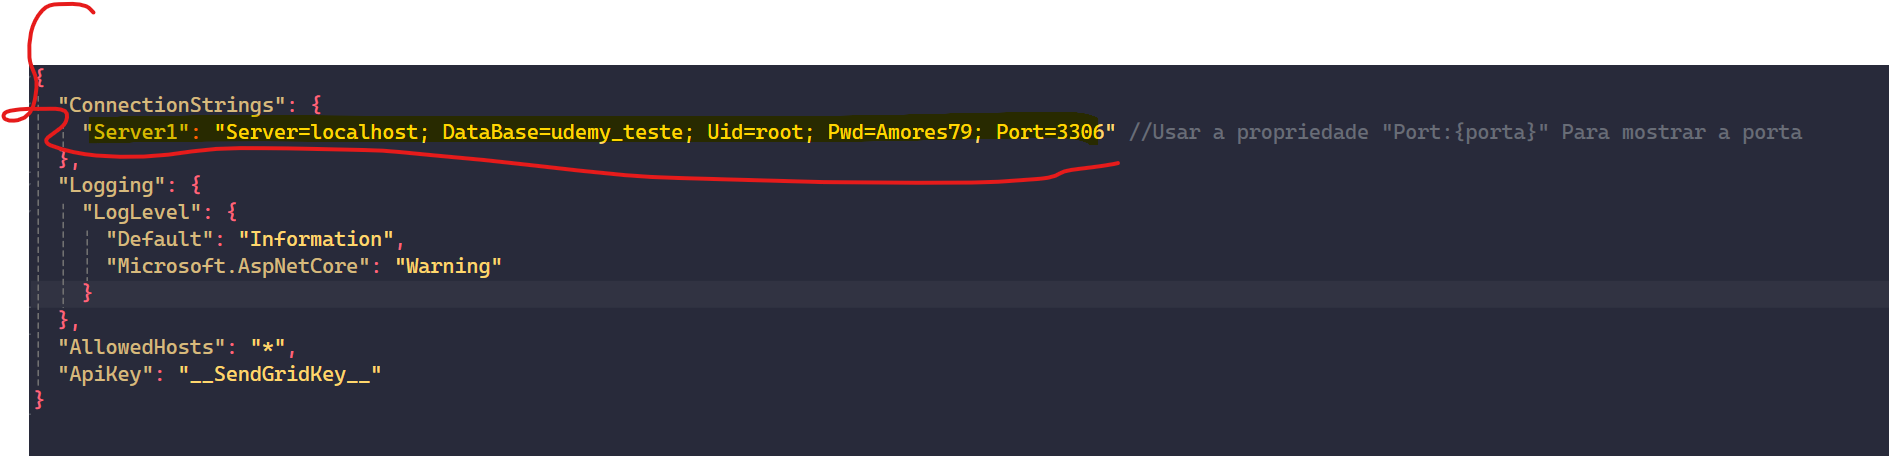 {
"ConnectionStrings": {
"Server1": "Server=localhost; DataBase=udemy_teste; Uid=root; Pwd=Amores79; Port=3306" //Usar a propriedade "Port:{porta}" Para mostrar a porta
},
"Logging": {
"LogLevel": {
"Default": "Information",
"Microsoft.AspNetCore": "Warning"
}
},
"AllowedHosts": "*",
"ApiKey": "__SendGridKey__"
}